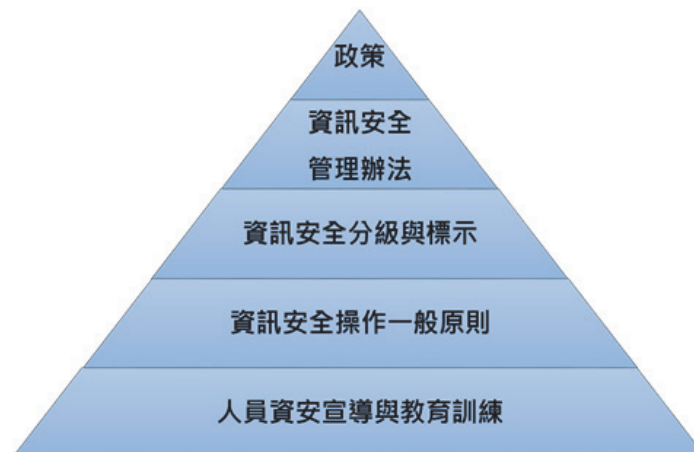 政策
資訊安全
管理辦法
資訊安全分級與標示
資訊安全操作一般原則
人員資安宣導與教育訓練